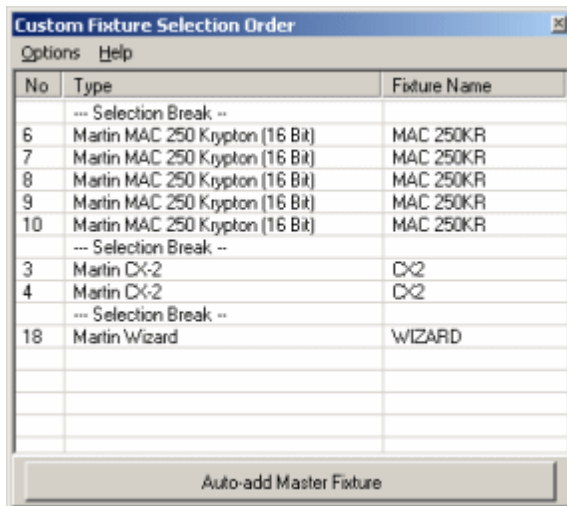 Custom Fixture Selection Order
Options Help
No Type Fixture Name
--- Selection Break --
6 Martin MAC 250 Krypton (16 Bit) MAC 250KR
7 Martin MAC 250 Krypton (16 Bit) MAC 250KR
8 Martin MAC 250 Krypton (16 Bit) MAC 250KR
9 Martin MAC 250 Krypton (16 Bit) MAC 250KR
10 Martin MAC 250 Krypton (16 Bit) MAC 250KR
--- Selection Break --
3 Martin CX-2 CX2
4 Martin CX-2 CX2
--- Selection Break --
18 Martin Wizard WIZARD
Auto-add Master Fixture